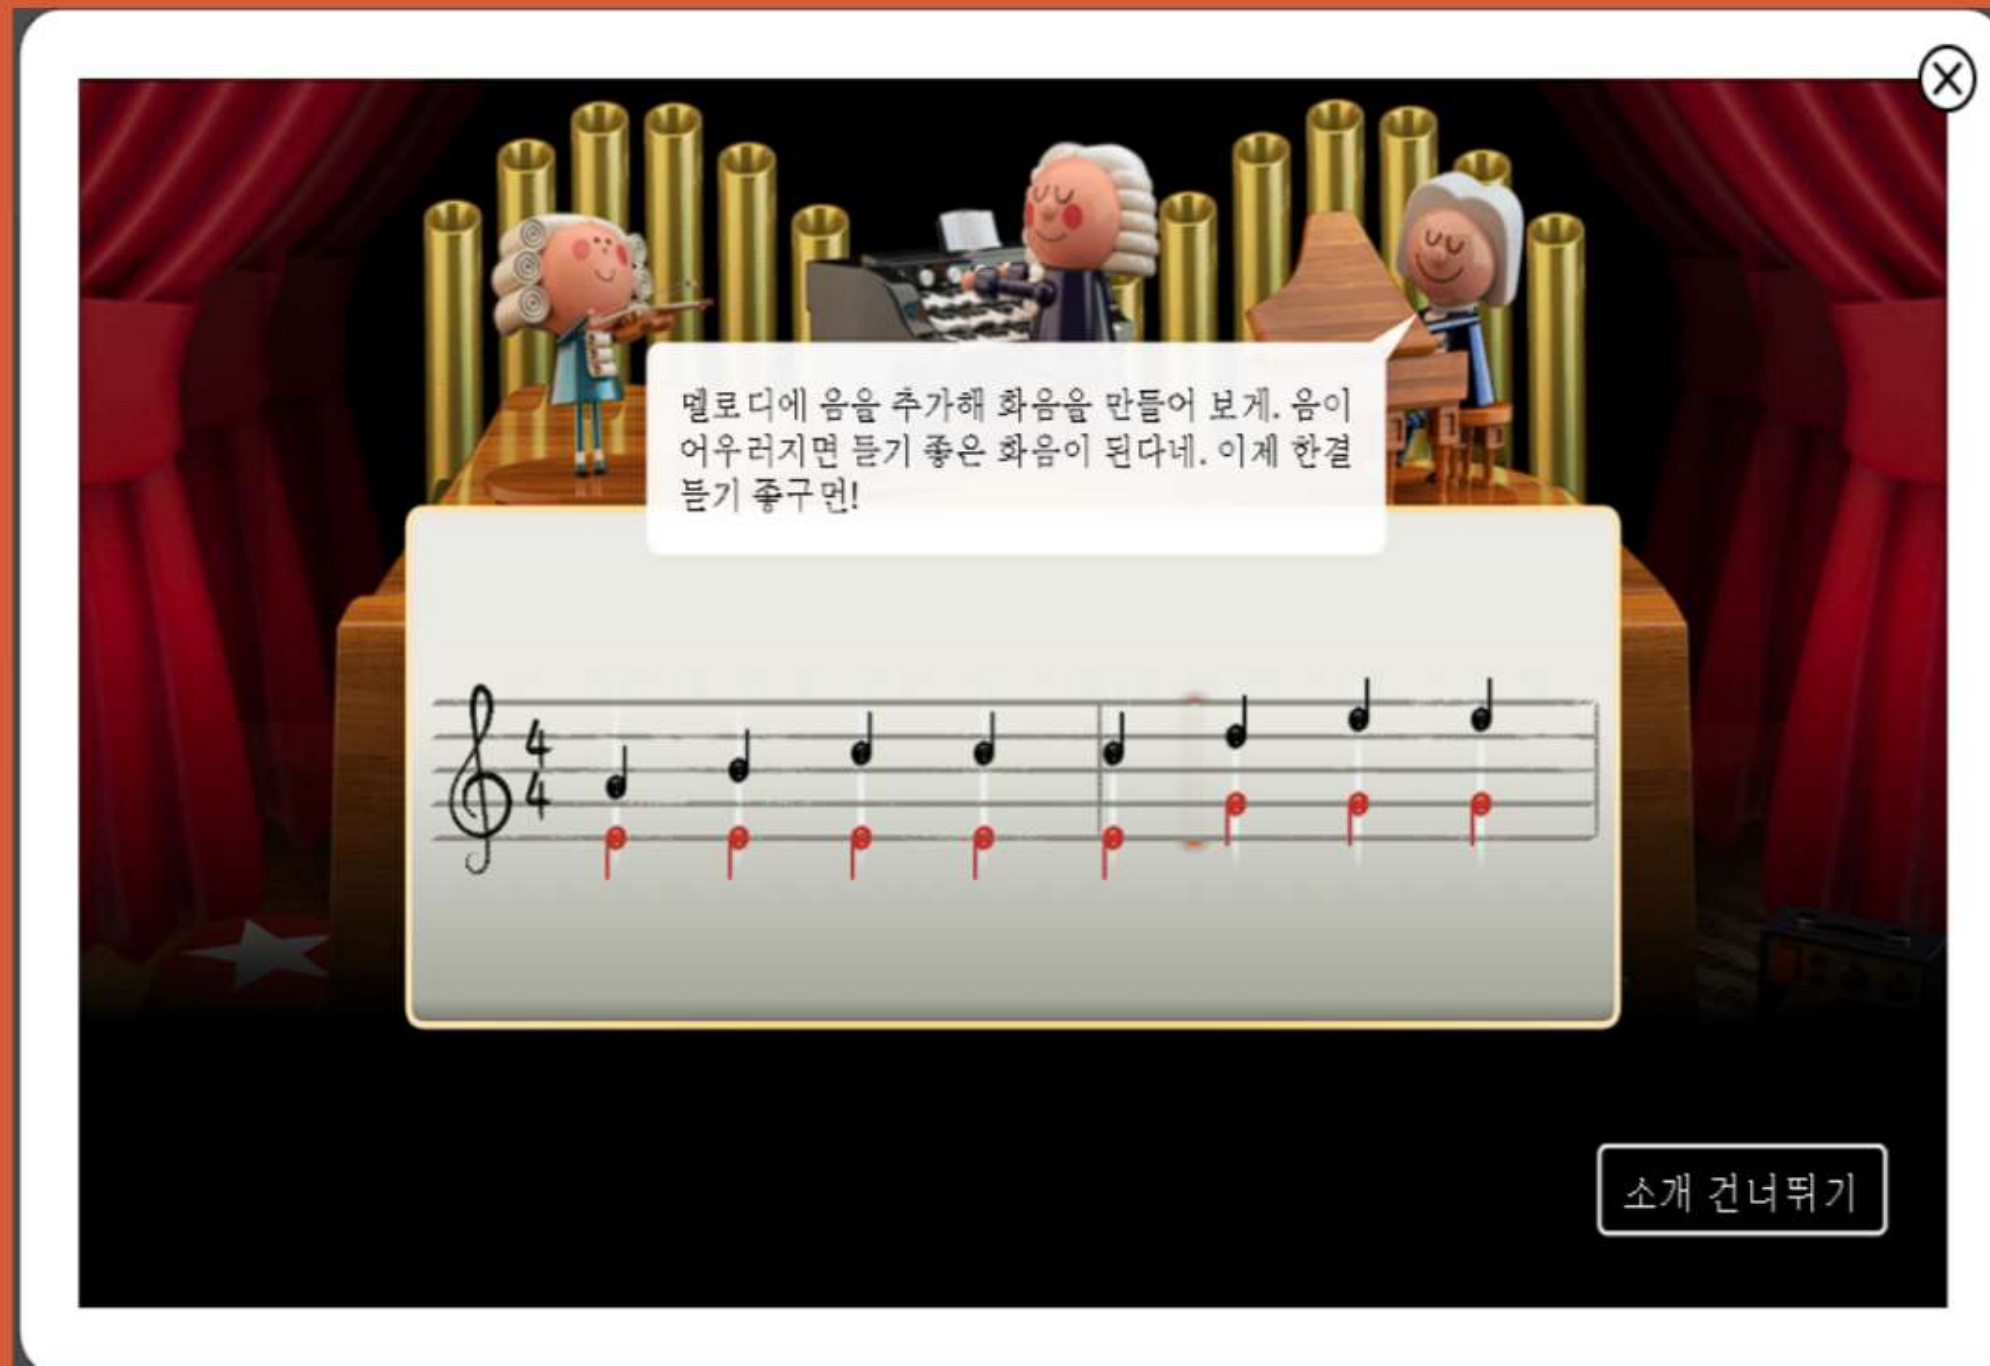 멜로디에 음을 추가해 화음을 만들어 보게. 음이
어우러지면 듣기 좋은 화음이 된다네. 이제 한결
듣기 좋구먼!
4
4
소개 건너뛰기